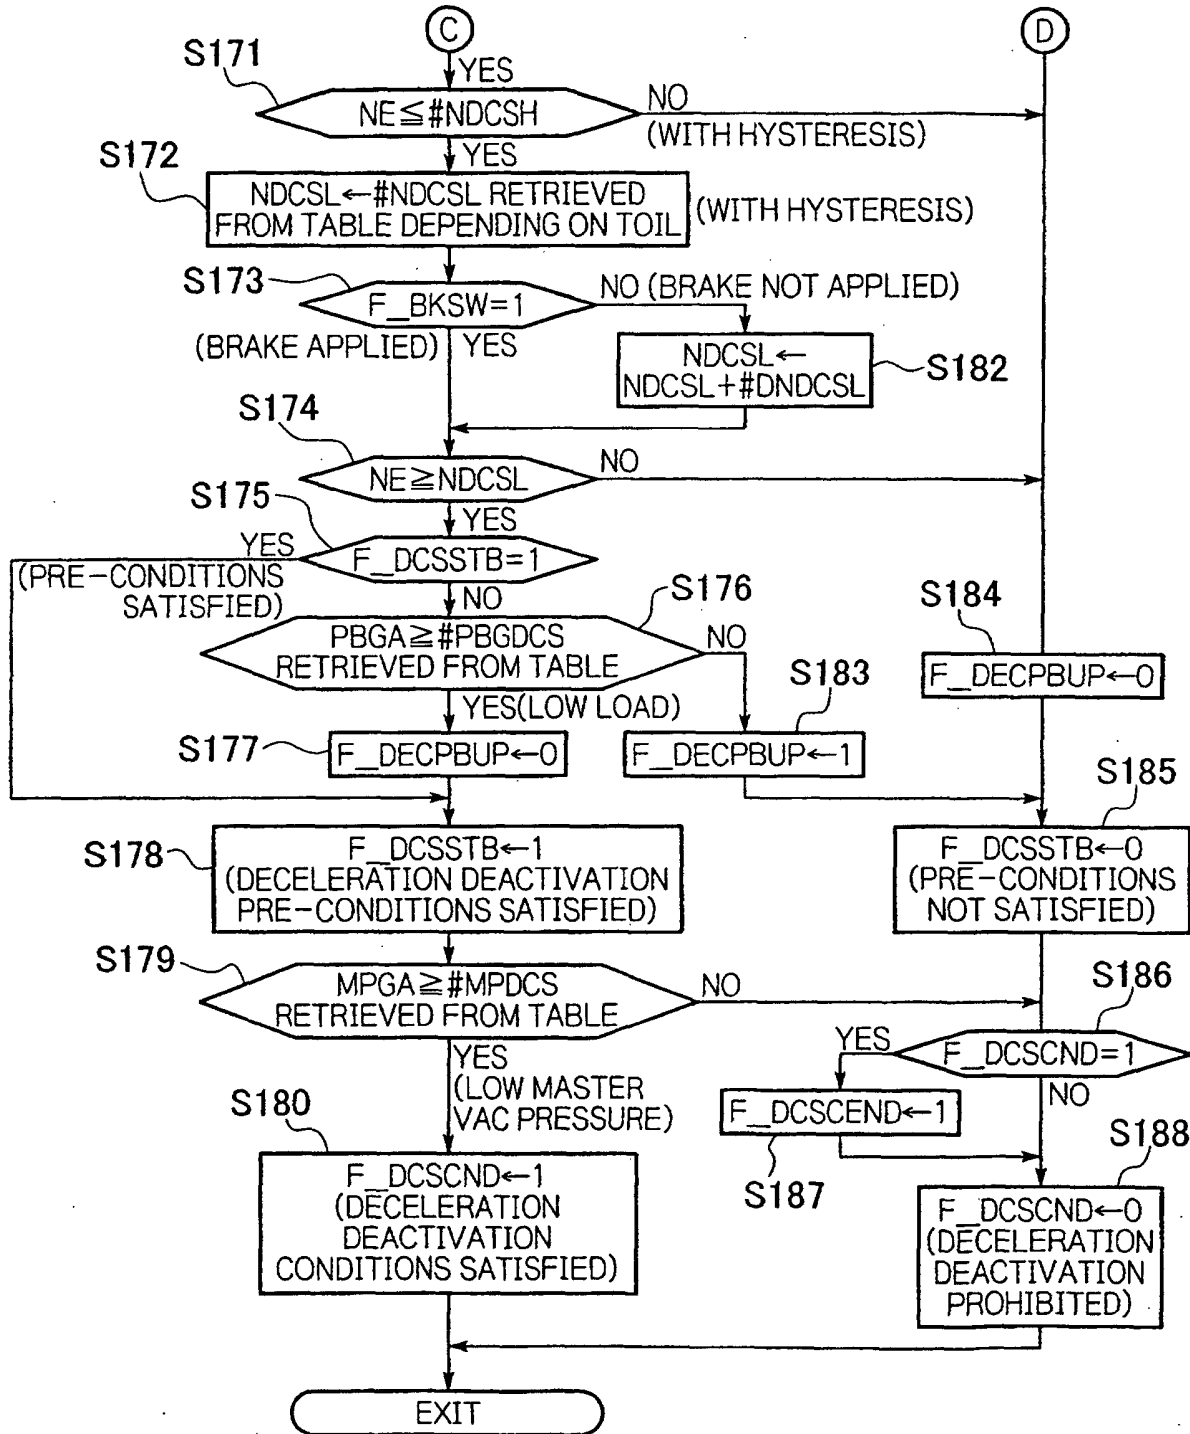 C
D
S171
YES
NE≦#NDCSH
NO
(WITH HYSTERESIS)
YES
S172
NDCSL←#NDCSL RETRIEVED
FROM TABLE DEPENDING ON TOIL
(WITH HYSTERESIS)
S173
F_BKSW=1
NO (BRAKE NOT APPLIED)
(BRAKE APPLIED)
YES
NDCSL←
NDCSL+#DNDCSL
S182
S174
NE≧NDCSL
NO
S175
YES
YES
F_DCSSTB=1
(PRE-CONDITIONS
SATISFIED)
NO
S176
S184
PBGA≧#PBGDCS
RETRIEVED FROM TABLE
NO
F_DECPBUP←0
S183
YES(LOW LOAD)
S177
F_DECPBUP←0
F_DECPBUP←1
S185
S178
F_DCSSTB←1
(DECELERATION DEACTIVATION
PRE-CONDITIONS SATISFIED)
F_DCSSTB←0
(PRE-CONDITIONS
NOT SATISFIED)
S179
MPGA≧#MPDCS
RETRIEVED FROM TABLE
NO
S186
YES
F_DCSCND=1
YES
(LOW MASTER
VAC PRESSURE)
NO
F_DCSCEND←1
S180
S187
S188
F_DCSCND←1
(DECELERATION
DEACTIVATION
CONDITIONS SATISFIED)
F_DCSCND←0
(DECELERATION
DEACTIVATION
PROHIBITED)
EXIT